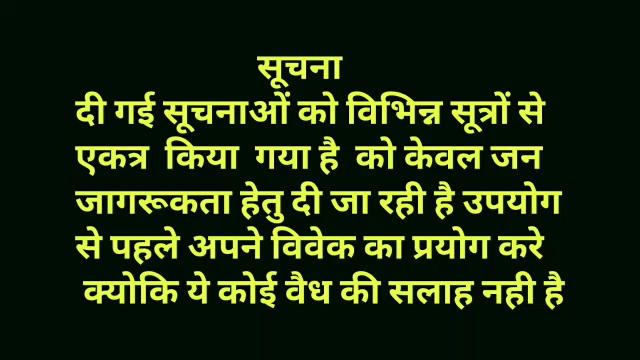 सूचना
दी गई सूचनाओं को विभिन्न सूत्रों से
एकत्र किया गया है को केवल जन
जागरूकता हेतु दी जा रही है उपयोग
से पहले अपने विवेक का प्रयोग करे
क्योकि ये कोई वैध की सलाह नही है